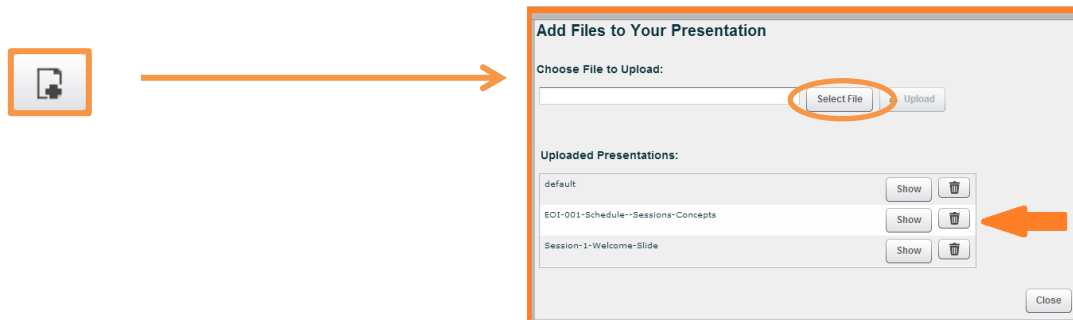 Add Files to Your Presentation
Choose File to Upload:
Select File
Upload
Uploaded Presentations:
default
Show
EOI-001-Schedule--Sessions-Concepts
Show
Session-1-Welcome-Slide
Show
Close